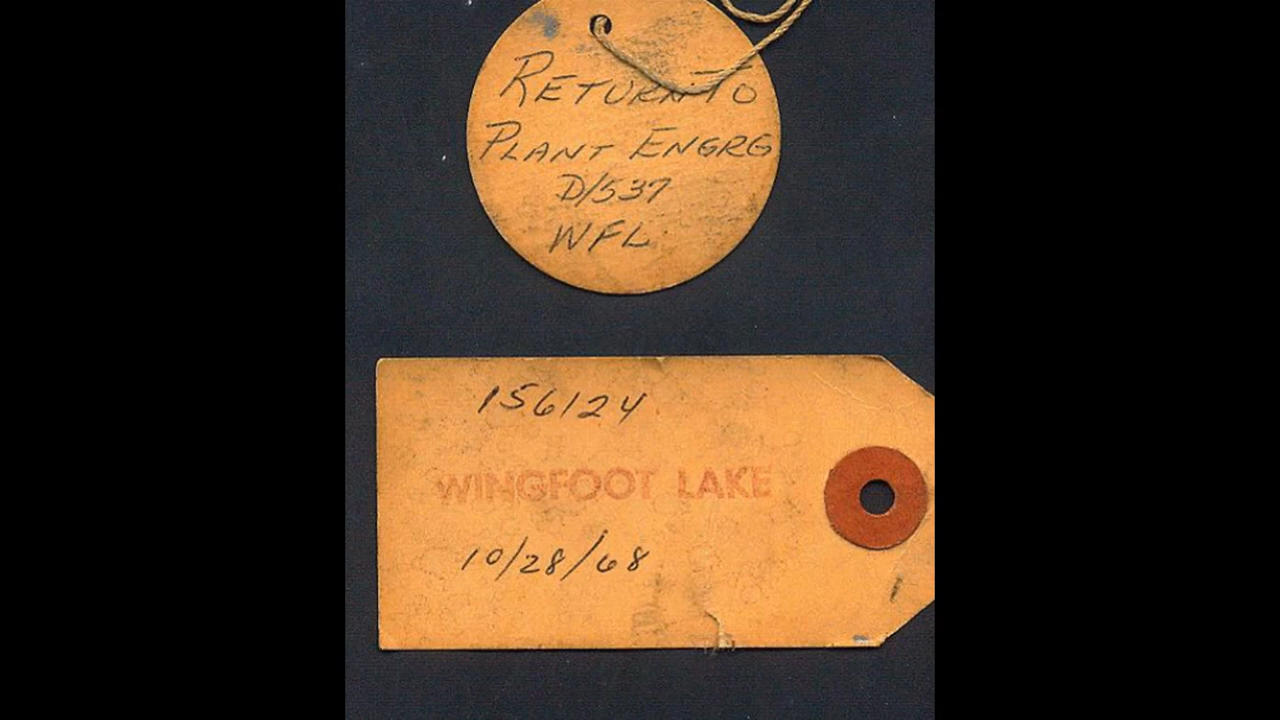 RETURN TO
PLANT ENGRG
D/537
WFL
156124
WINGFOOT LAKE
10/28/68